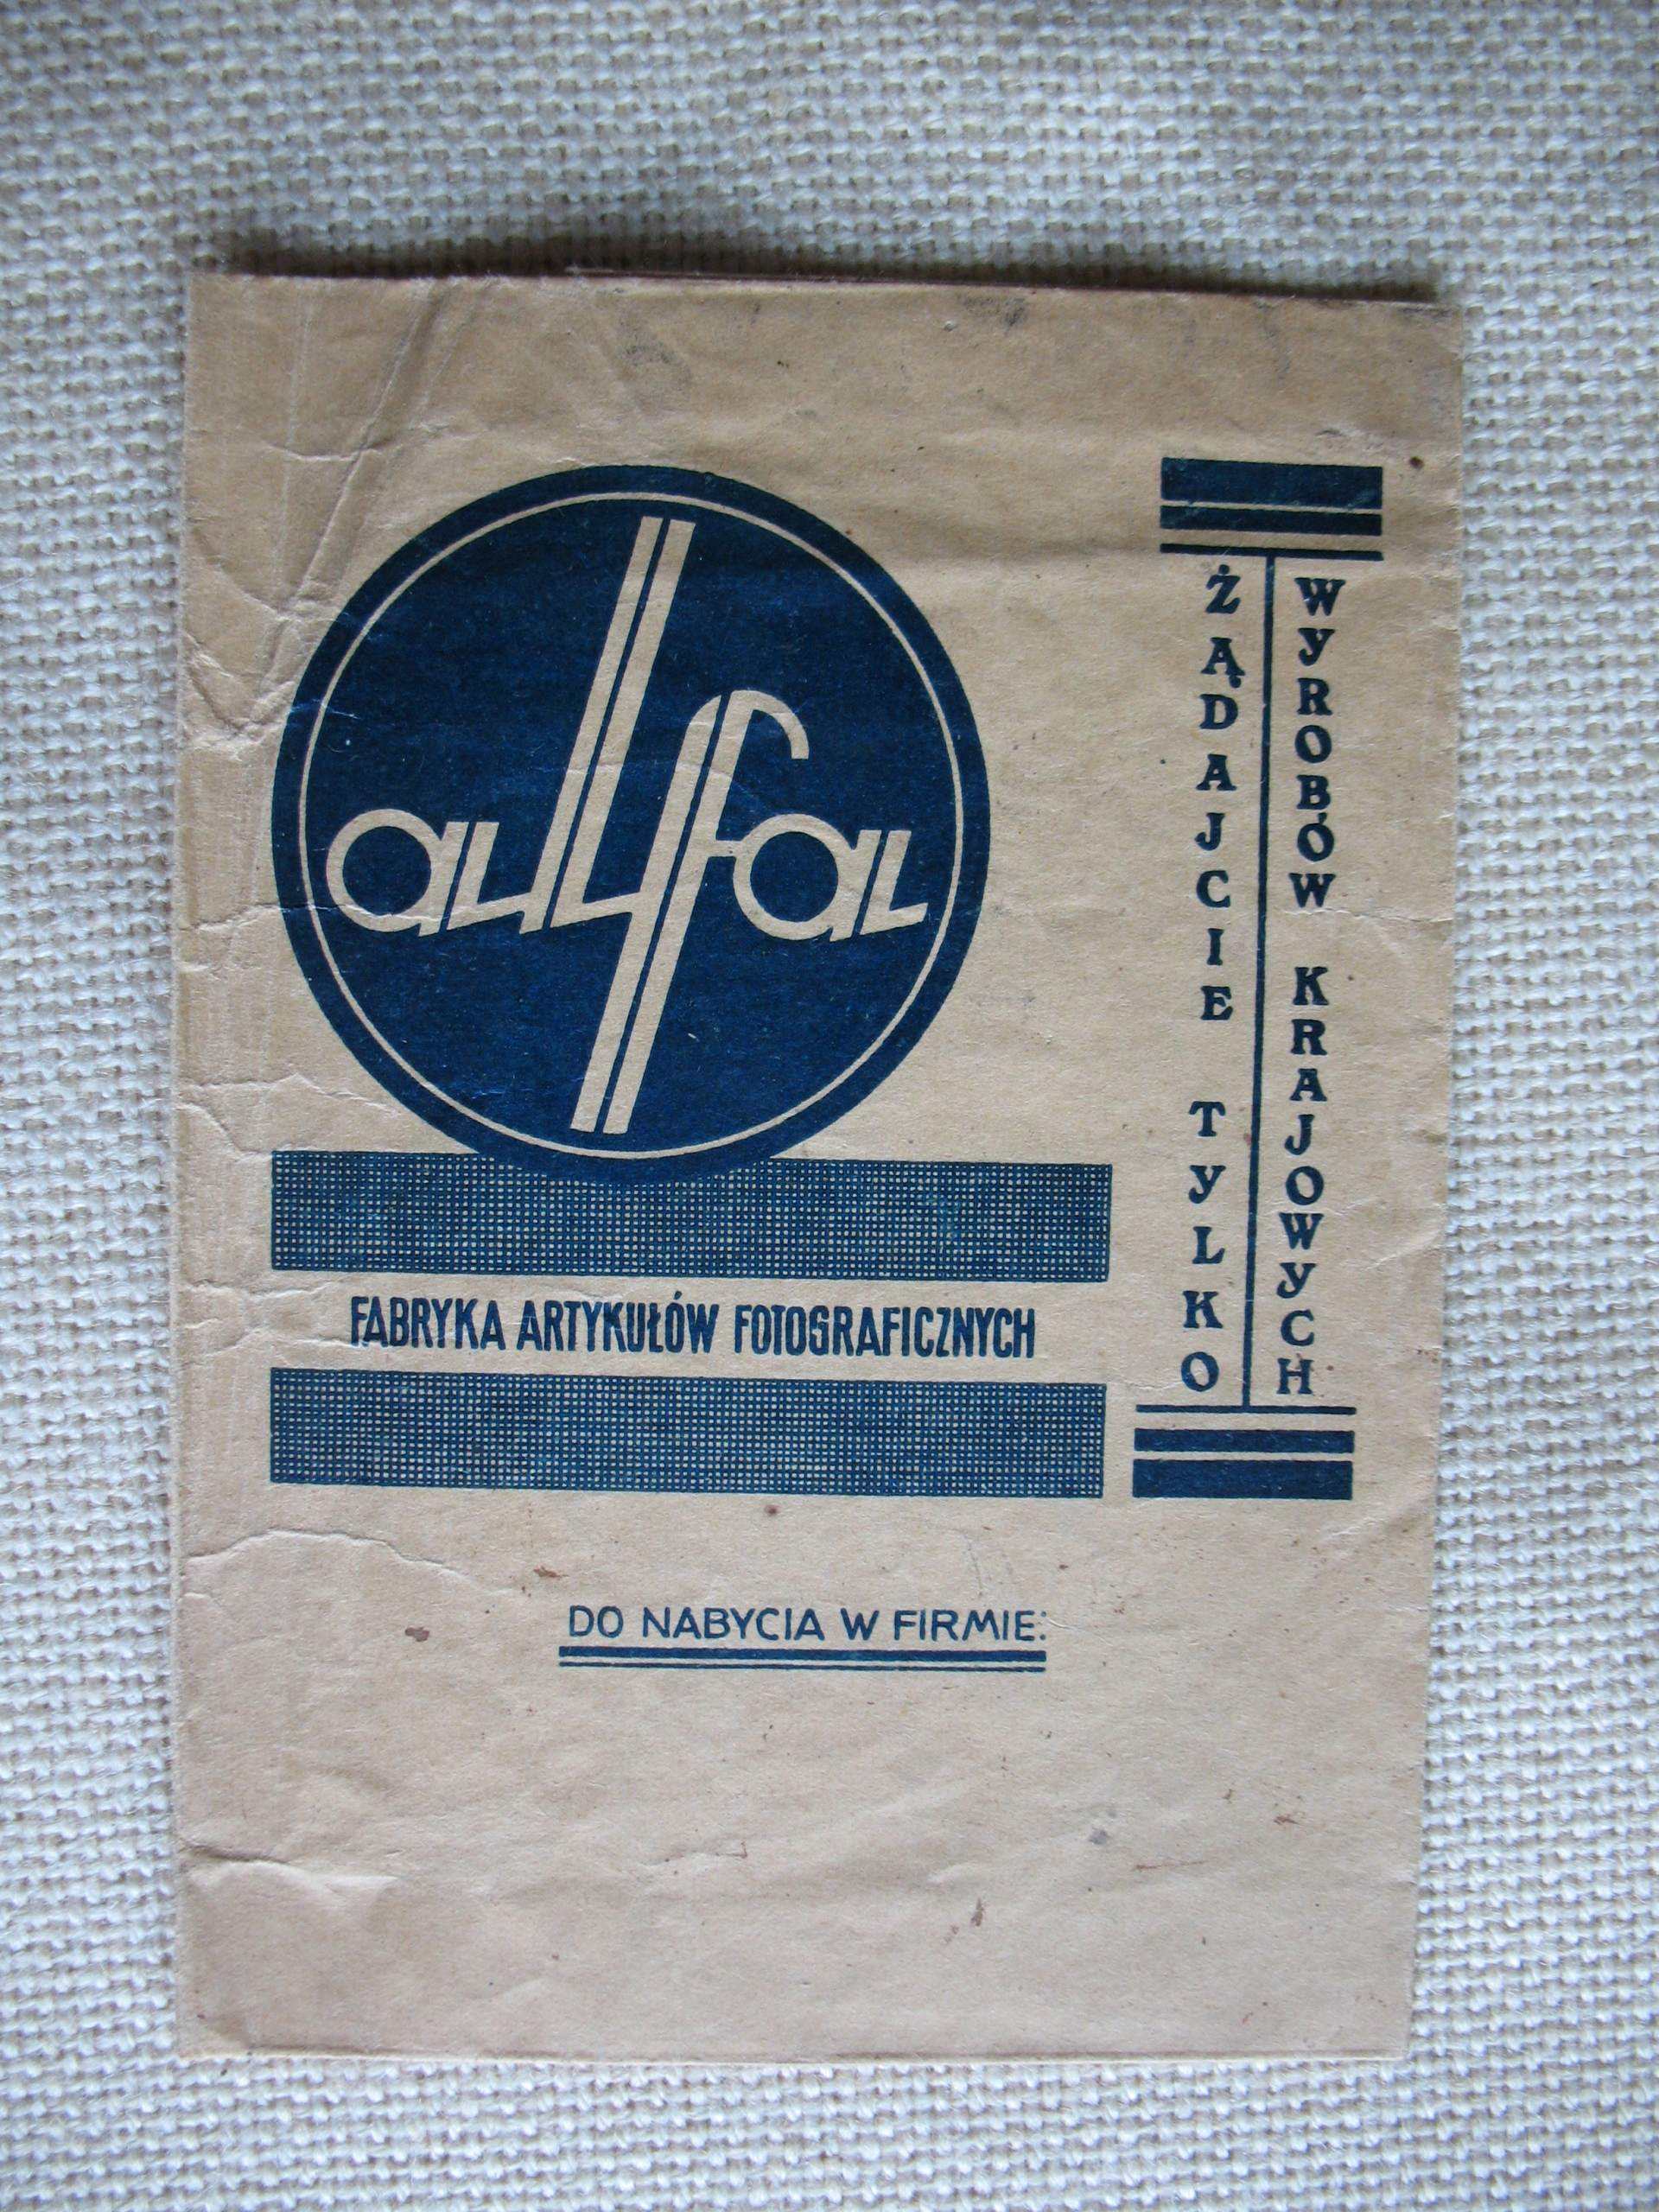 alfa
FABRYKA ARTYKUŁÓW FOTOGRAFICZNYCH
ŻĄDAJCIE TYLKO
WYROBÓW KRAJOWYCH
DO NABYCIA W FIRMIE: